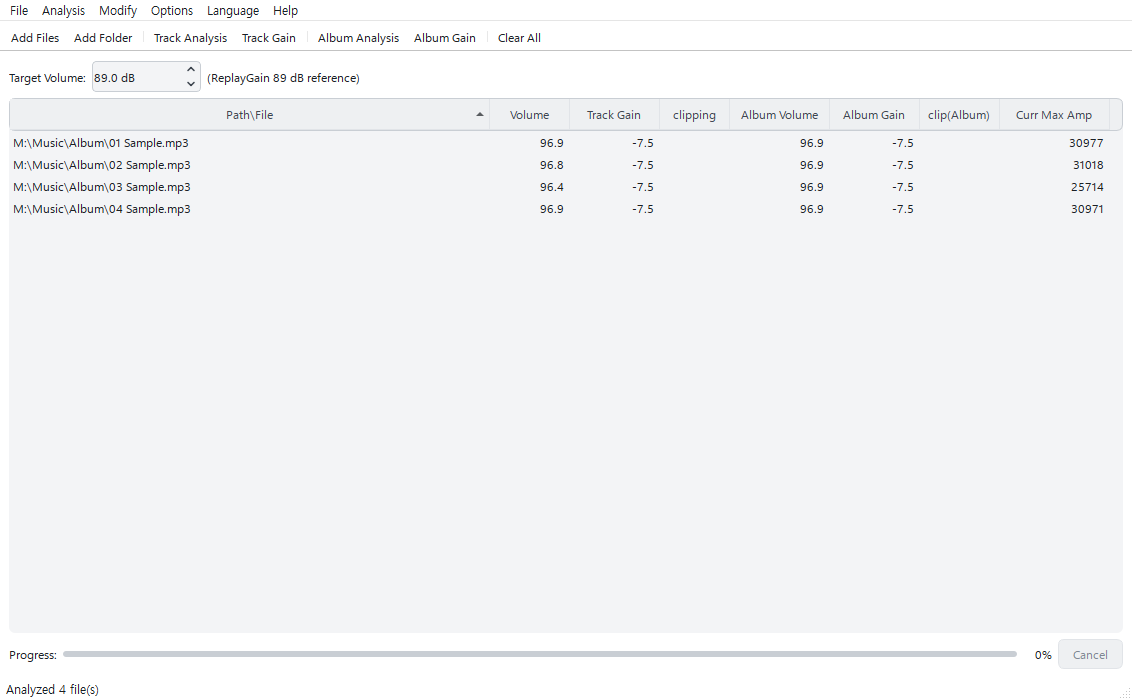 File Analysis Modify Options Language Help
Add Files Add Folder Track Analysis Track Gain Album Analysis Album Gain Clear All
Target Volume: 89.0 dB (ReplayGain 89 dB reference)
Path\File Volume Track Gain clipping Album Volume Album Gain clip(Album) Curr Max Amp
M:\Music\Album\01 Sample.mp3 96.9 -7.5 96.9 -7.5 30977
M:\Music\Album\02 Sample.mp3 96.8 -7.5 96.9 -7.5 31018
M:\Music\Album\03 Sample.mp3 96.4 -7.5 96.9 -7.5 25714
M:\Music\Album\04 Sample.mp3 96.9 -7.5 96.9 -7.5 30971
Progress: 0% Cancel
Analyzed 4 file(s)